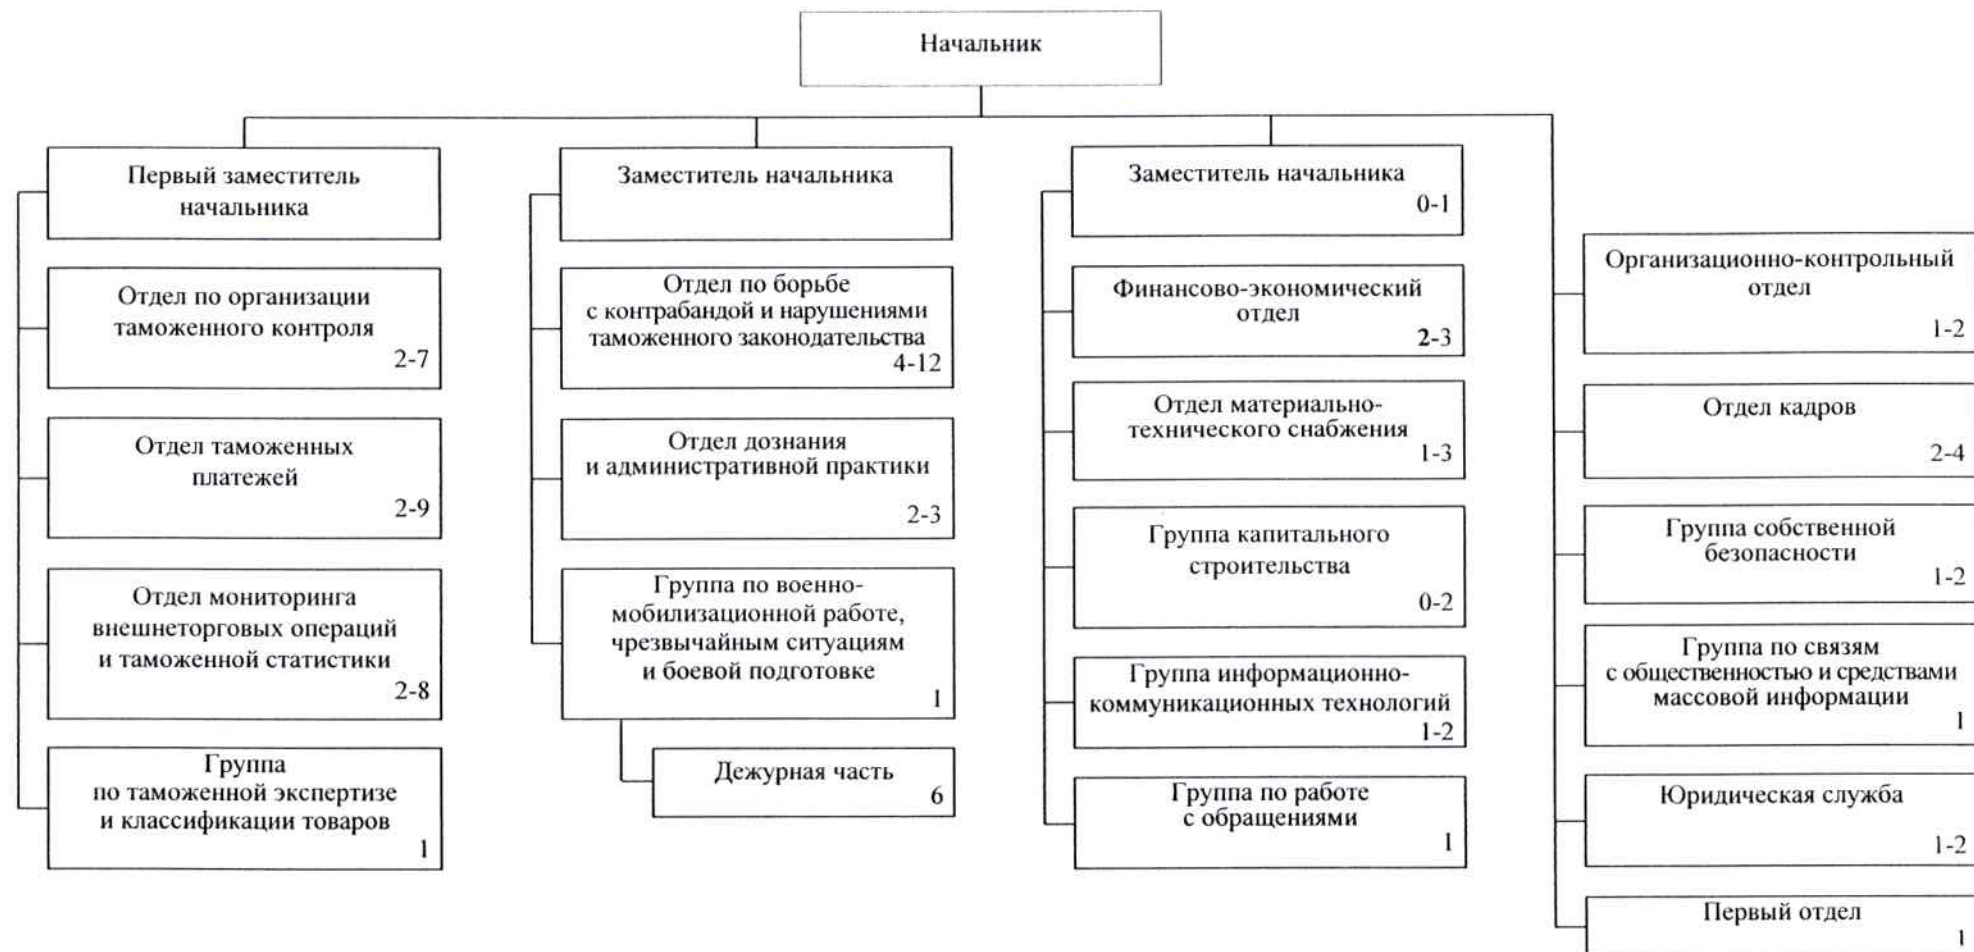 Начальник
Первый заместитель
начальника
Отдел по организации
таможенного контроля
2-7
Отдел таможенных
платежей
2-9
Отдел мониторинга
внешнеторговых операций
и таможенной статистики
2-8
Группа
по таможенной экспертизе
и классификации товаров
1
Заместитель начальника
Отдел по борьбе
с контрабандой и нарушениями
таможенного законодательства
4-12
Отдел дознания
и административной практики
2-3
Группа по военно-
мобилизационной работе,
чрезвычайным ситуациям
и боевой подготовке
1
Дежурная часть
6
Заместитель начальника
0-1
Финансово-экономический
отдел
2-3
Отдел материально-
технического снабжения
1-3
Группа капитального
строительства
0-2
Группа информационно-
коммуникационных технологий
1-2
Группа по работе
с обращениями
1
Организационно-контрольный
отдел
1-2
Отдел кадров
2-4
Группа собственной
безопасности
1-2
Группа по связям
с общественностью и средствами
массовой информации
1
Юридическая служба
1-2
Первый отдел
1